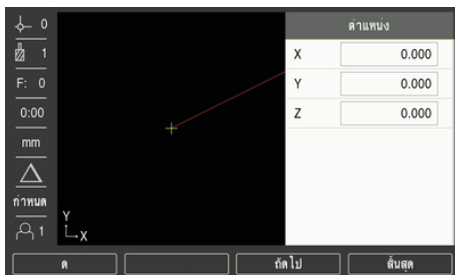 0
1
F: 0
0:00
mm
กำหนด
1
Y
X
ตำแหน่ง
X 0.000
Y 0.000
Z 0.000
ด
ถัดไป
สิ้นสุด